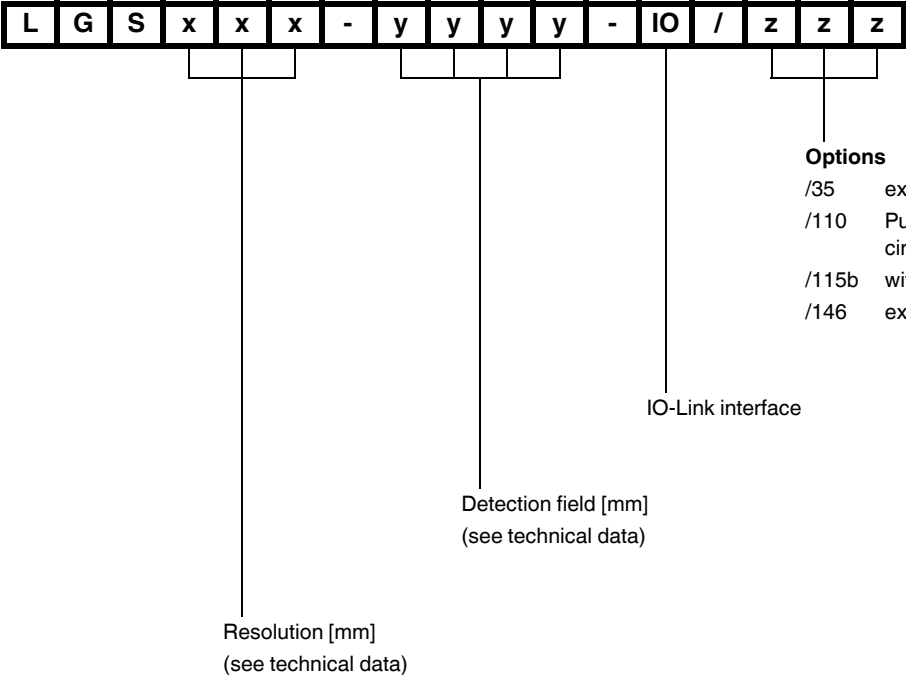 L G S x x x - y y y y - IO / z z z
Options
/35
/110
/115b
/146
IO-Link interface
Detection field [mm]
(see technical data)
Resolution [mm]
(see technical data)